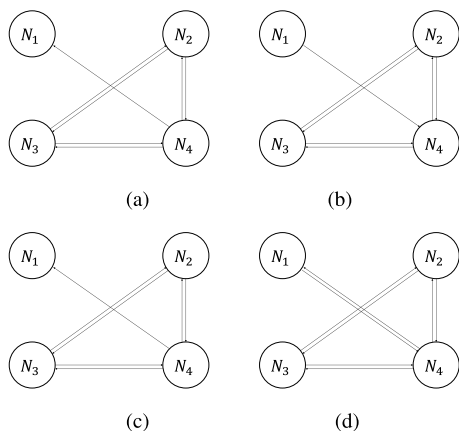 N₁ N₂ N₁ N₂
N₃ N₄ N₃ N₄
(a) (b)
N₁ N₂ N₁ N₂
N₃ N₄ N₃ N₄
(c) (d)